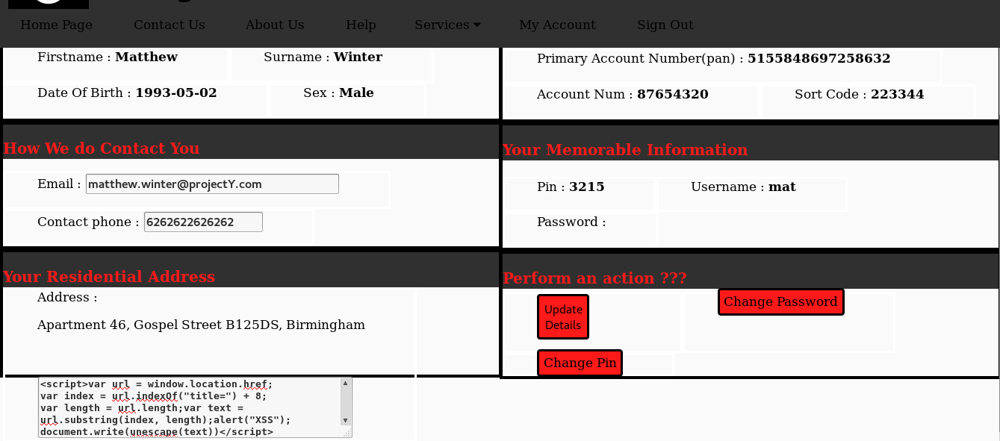 Home Page Contact Us About Us Help Services My Account Sign Out
Firstname : Matthew Surname : Winter
Date Of Birth : 1993-05-02 Sex : Male
Primary Account Number(pan) : 5155848697258632
Account Num : 87654320 Sort Code : 223344
How We do Contact You
Email : matthew.winter@projectY.com
Contact phone : 6262622626262
Your Memorable Information
Pin : 3215 Username : mat
Password :
Your Residential Address
Address :
Apartment 46, Gospel Street B125DS, Birmingham
<script>var url = window.location.href;
var index = url.indexOf("title=") + 8;
var length = url.length;var text =
url.substring(index, length);alert("XSS");
document.write(unescape(text))</script>
Perform an action ???
Update
Details
Change Password
Change Pin